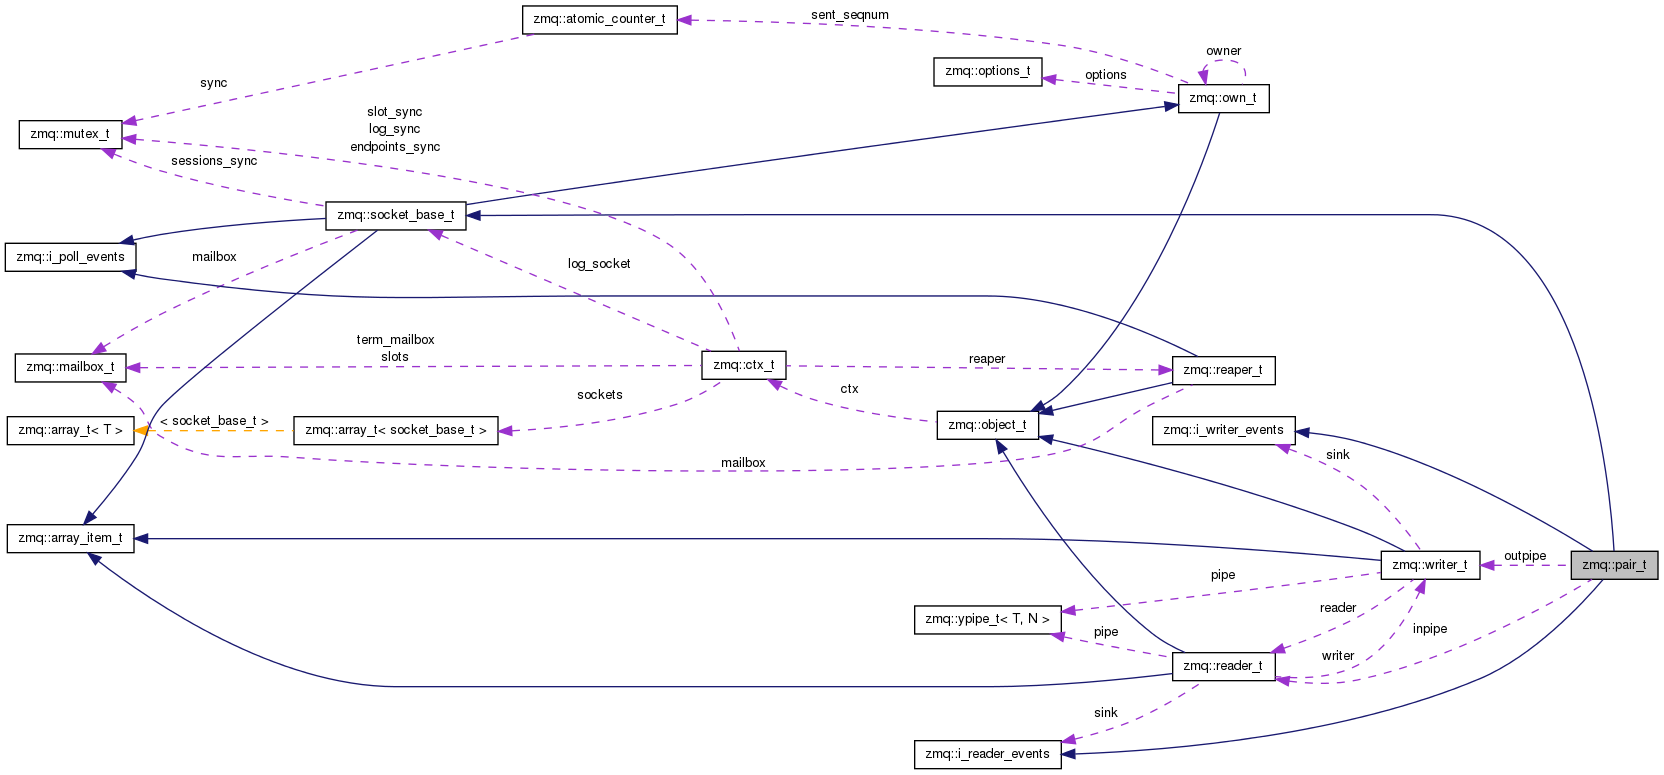 zmq::atomic_counter_t
sent_seqnum
owner
zmq::options_t
options
sync
zmq::own_t
slot_sync
log_sync
endpoints_sync
zmq::mutex_t
sessions_sync
zmq::socket_base_t
zmq::i_poll_events
mailbox
log_socket
term_mailbox
slots
zmq::mailbox_t
zmq::ctx_t
reaper
zmq::reaper_t
sockets
ctx
zmq::array_t< T >
< socket_base_t >
zmq::array_t< socket_base_t >
zmq::object_t
zmq::i_writer_events
sink
mailbox
zmq::array_item_t
zmq::writer_t
outpipe
zmq::pair_t
pipe
reader
zmq::ypipe_t< T, N >
pipe
inpipe
writer
zmq::reader_t
sink
zmq::i_reader_events